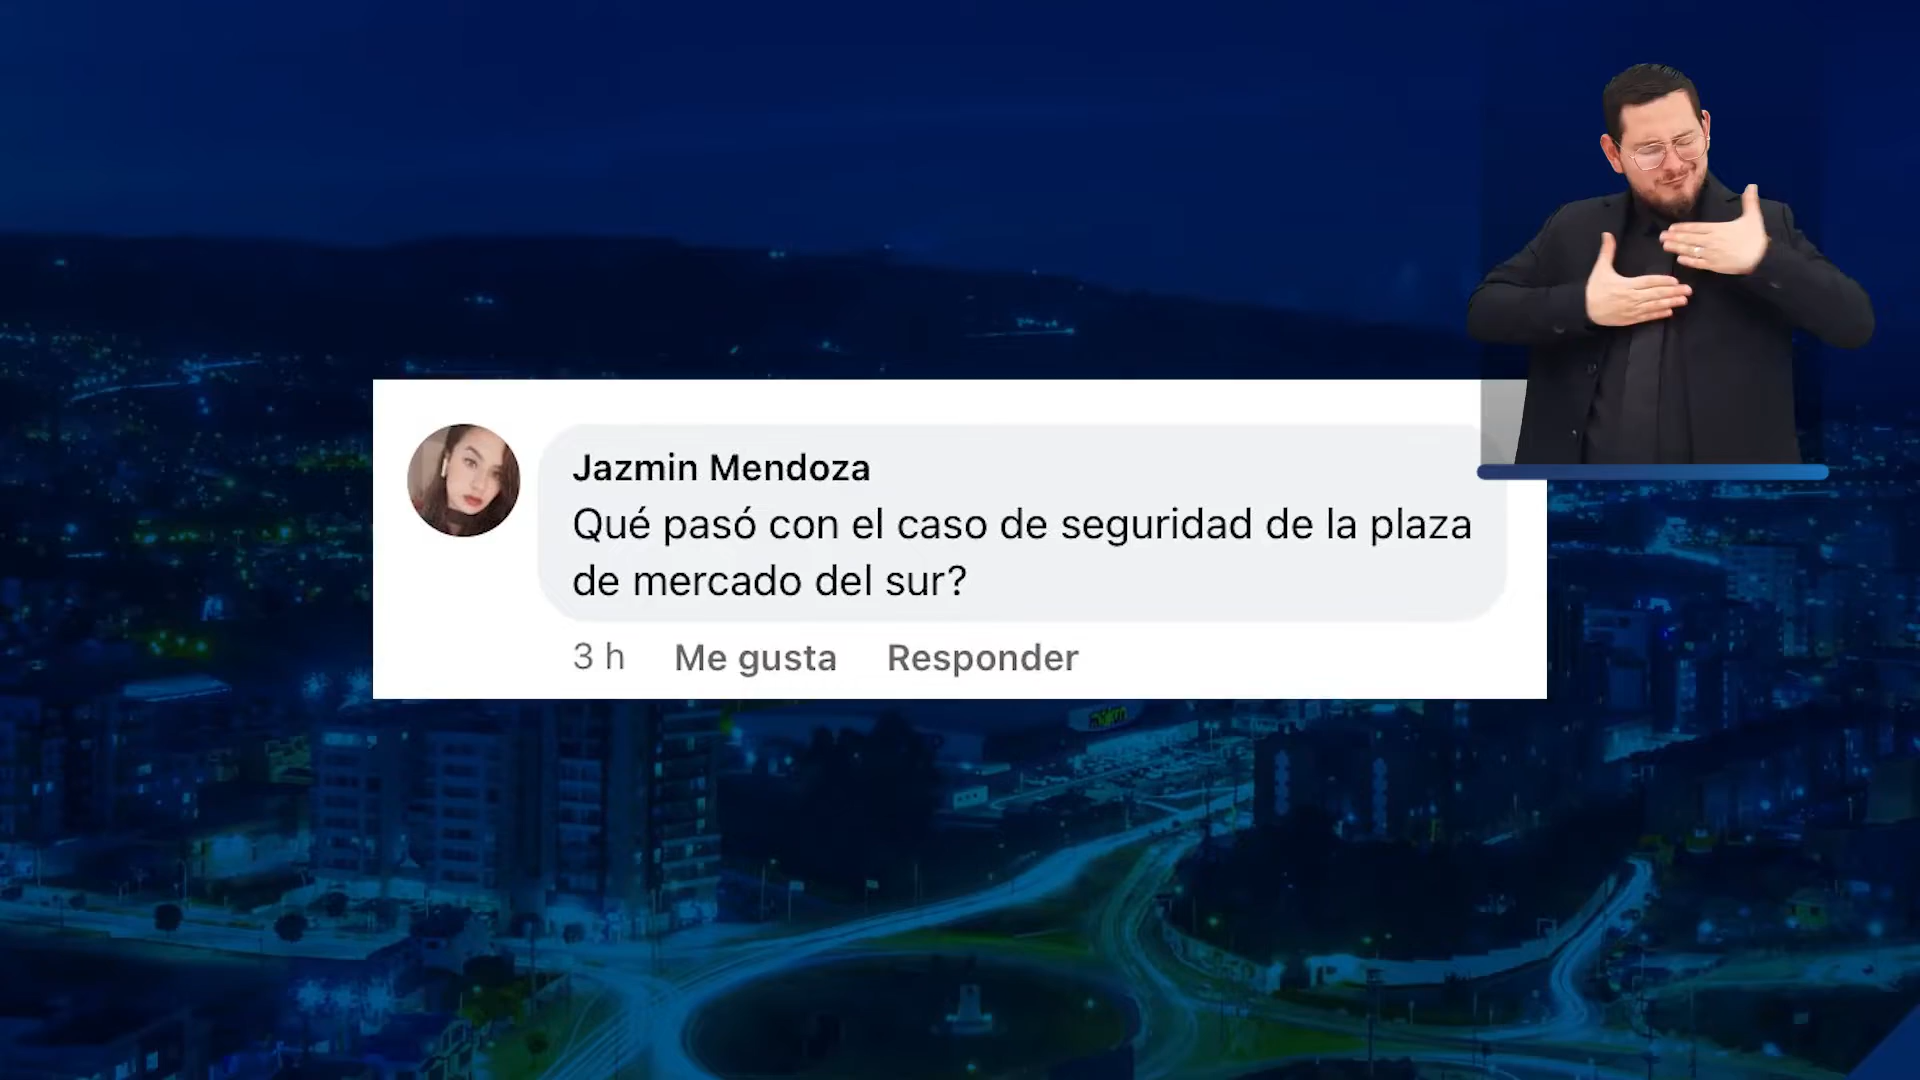 Jazmin Mendoza
Qué pasó con el caso de seguridad de la plaza
de mercado del sur?
3 h Me gusta Responder